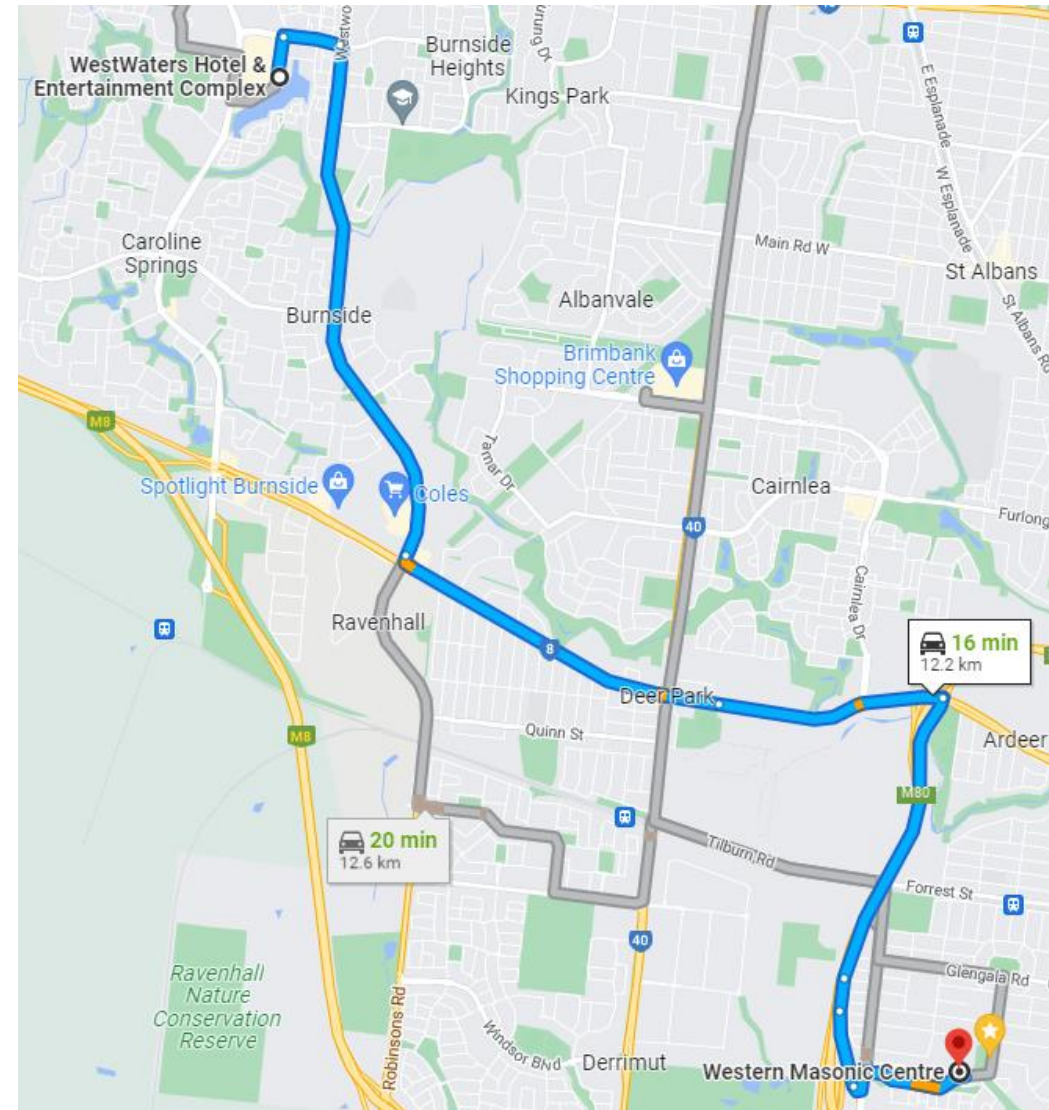 WestWaters Hotel &
Entertainment Complex
Burnside
Heights
Kings Park
E Esplanade
W Esplanade
Main Rd W
St Albans
St Albans Rd
Caroline
Springs
Albanvale
Burnside
Brimbank
Shopping Centre
M8
Tamar Dr
Spotlight Burnside
Coles
Cairnlea
Furlong
40
Cairnlea Dr
Ravenhall
8
16 min
12.2 km
Deer Park
Quinn St
Ardeer
M8
M80
20 min
12.6 km
Tilburn Rd
Forrest St
40
Glengala Rd
Ravenhall
Nature
Conservation
Reserve
Robinsons Rd
Windsor Blvd
Derrimut
Western Masonic Centre